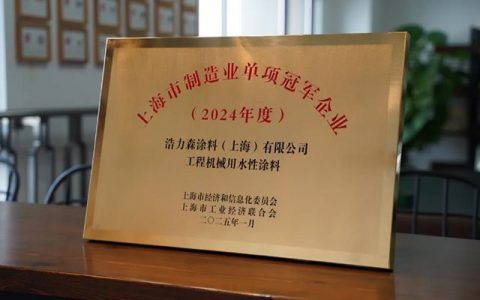 上海市制造业单项冠军企业
（2024年度）
浩力森涂料（上海）有限公司
工程机械用水性涂料
上海市经济和信息化委员会
上海市工业经济联合会
二〇二五年一月